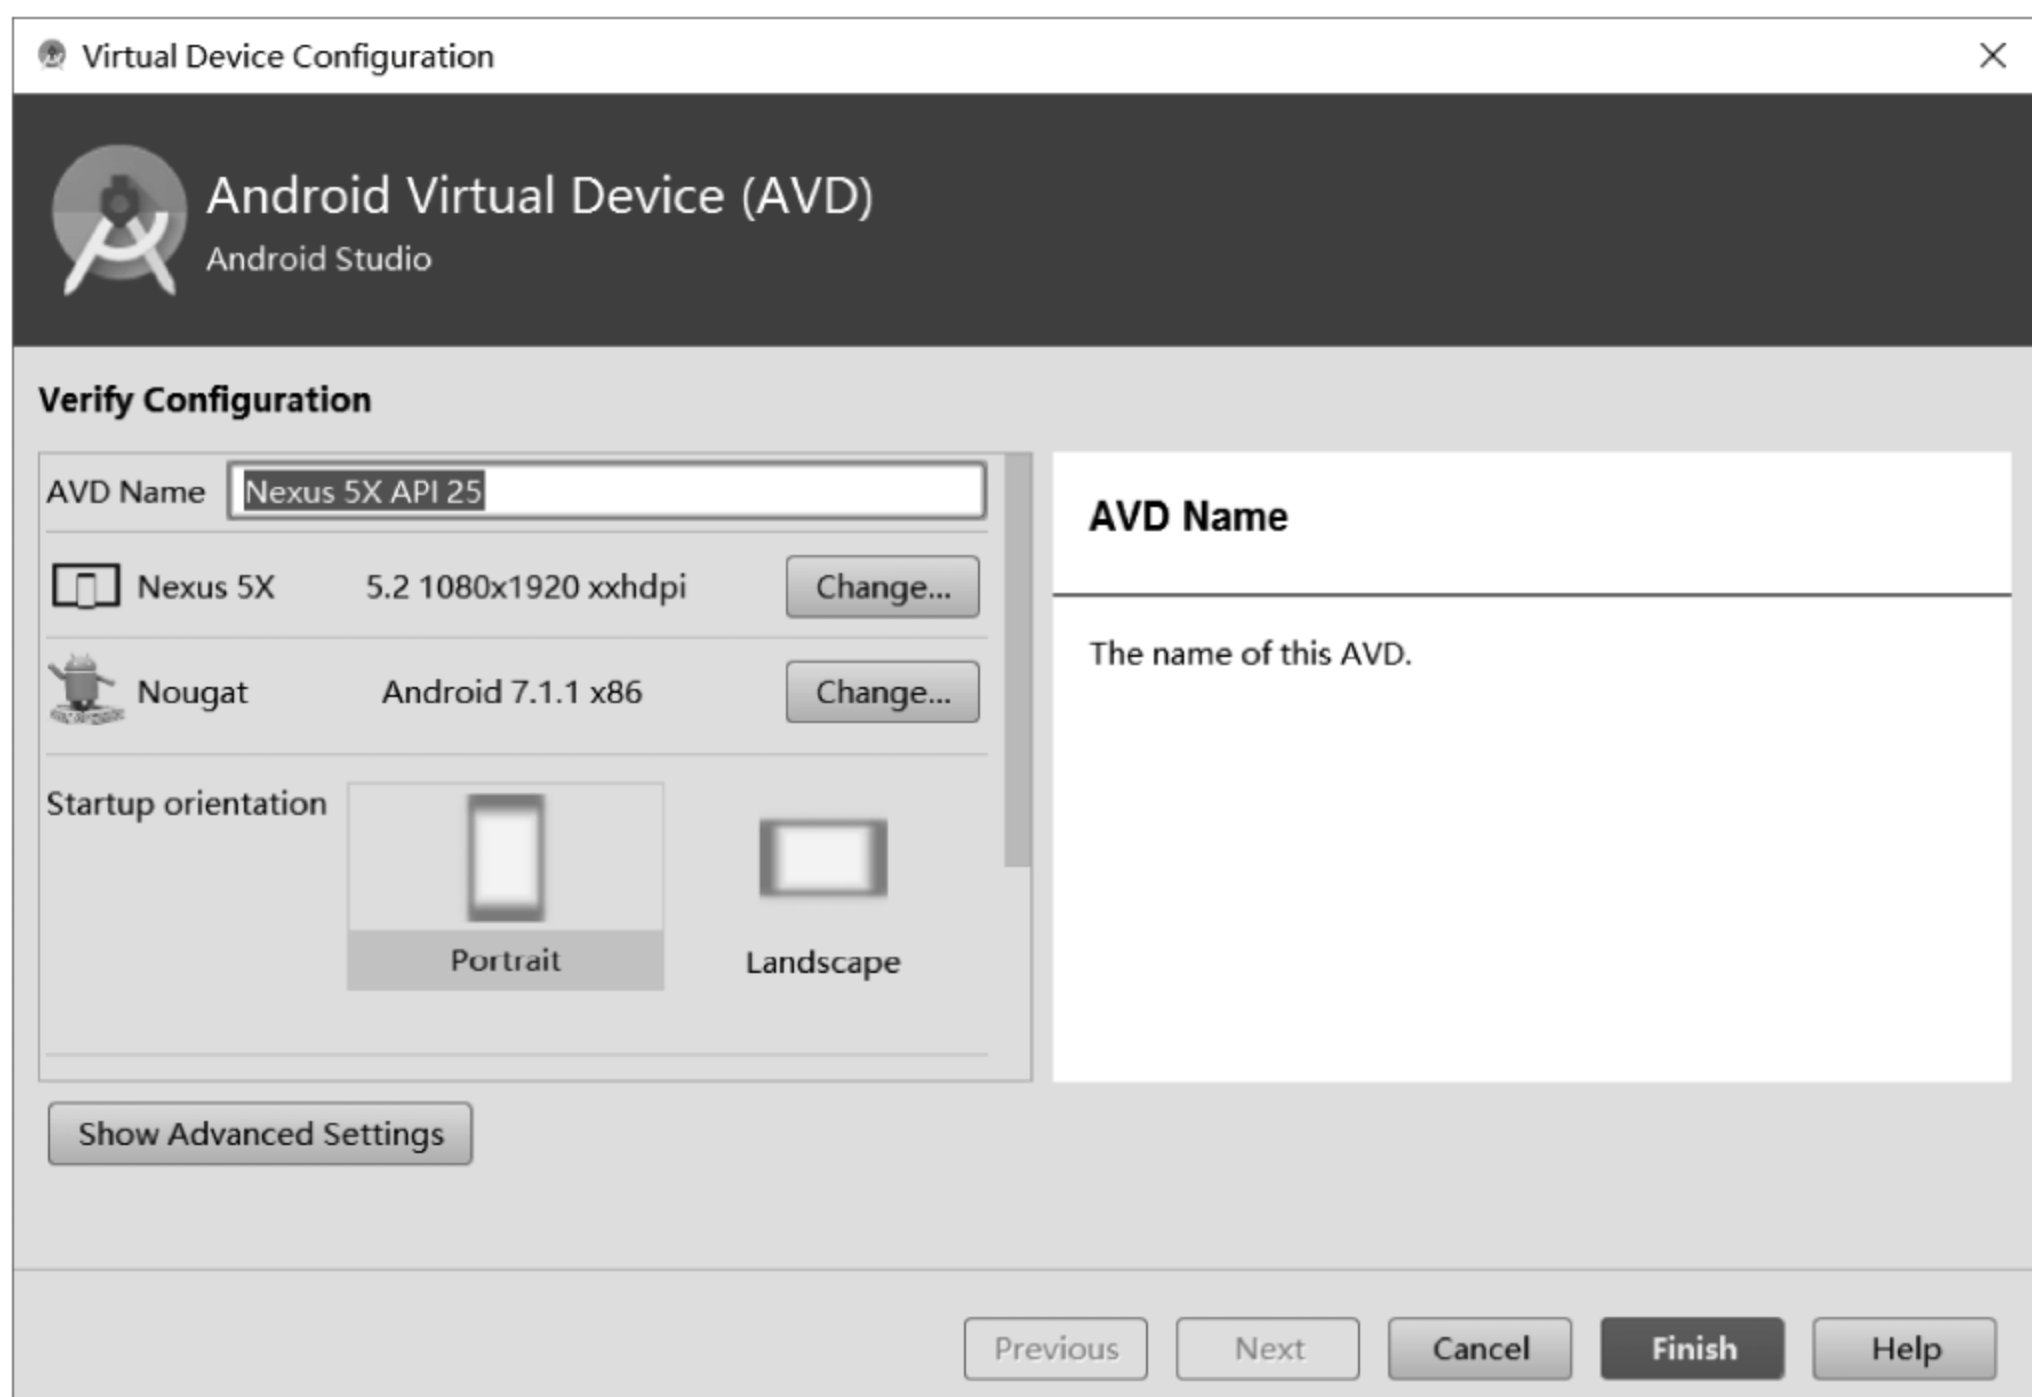 Virtual Device Configuration
Android Virtual Device (AVD)
Android Studio
Verify Configuration
AVD Name Nexus 5X API 25
Nexus 5X 5.2 1080x1920 xxhdpi Change...
Nougat Android 7.1.1 x86 Change...
Startup orientation
Portrait Landscape
Show Advanced Settings
AVD Name
The name of this AVD.
Previous Next Cancel Finish Help